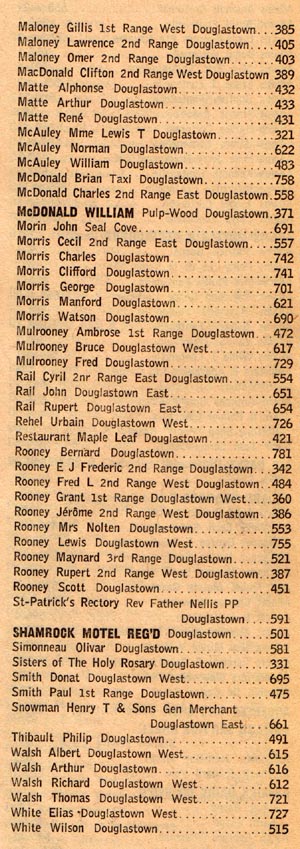 Maloney Gillis 1st Range West Douglastown...385
Maloney Lawrence 2nd Range Douglastown....405
Maloney Omer 2nd Range Douglastown........403
MacDonald Clifton 2nd Range West Douglastown 389
Matte Alphonse Douglastown................432
Matte Arthur Douglastown..................433
Matte René Douglastown....................431
McAuley Mme Lewis T Douglastown...........321
McAuley Norman Douglastown................622
McAuley William Douglastown...............483
McDonald Brian Taxi Douglastown...........758
McDonald Charles 2nd Range East Douglastown.558
McDONALD WILLIAM Pulp-Wood Douglastown.371
Morin John Seal Cove......................691
Morris Cecil 2nd Range East Douglastown.....557
Morris Charles Douglastown................742
Morris Clifford Douglastown...............741
Morris George Douglastown.................701
Morris Manford Douglastown................621
Morris Watson Douglastown.................690
Mulrooney Ambrose 1st Range Douglastown...472
Mulrooney Bruce Douglastown West..........617
Mulrooney Fred Douglastown................729
Rail Cyril 2nr Range East Douglastown.......554
Rail John Douglastown East................651
Rail Rupert Douglastown East..............654
Rehel Urbain Douglastown West.............726
Restaurant Maple Leaf Douglastown.........421
Rooney Bernard Douglastown................781
Rooney E J Frederic 2nd Range Douglastown...342
Rooney Fred L 2nd Range West Douglastown..484
Rooney Grant 1st Range West Douglastown....360
Rooney Jérôme 2nd Range West Douglastown..386
Rooney Mrs Nolten Douglastown.............553
Rooney Lewis Douglastown West.............755
Rooney Maynard 3rd Range Douglastown......521
Rooney Rupert 2nd Range West Douglastown..387
Rooney Scott Douglastown..................451
St-Patrick's Rectory Rev Father Nellis PP
Douglastown....591
SHAMROCK MOTEL REG'D Douglastown.....501
Simonneau Olivar Douglastown..............581
Sisters of The Holy Rosary Douglastown......331
Smith Donat Douglastown West..............695
Smith Paul 1st Range Douglastown..........475
Snowman Henry T & Sons Gen Merchant
Douglastown East....661
Thibault Philip Douglastown...............491
Walsh Albert Douglastown West.............615
Walsh Arthur Douglastown..................616
Walsh Richard Douglastown West............612
Walsh Thomas Douglastown West.............721
White Elias Douglastown West..............727
White Wilson Douglastown..................515